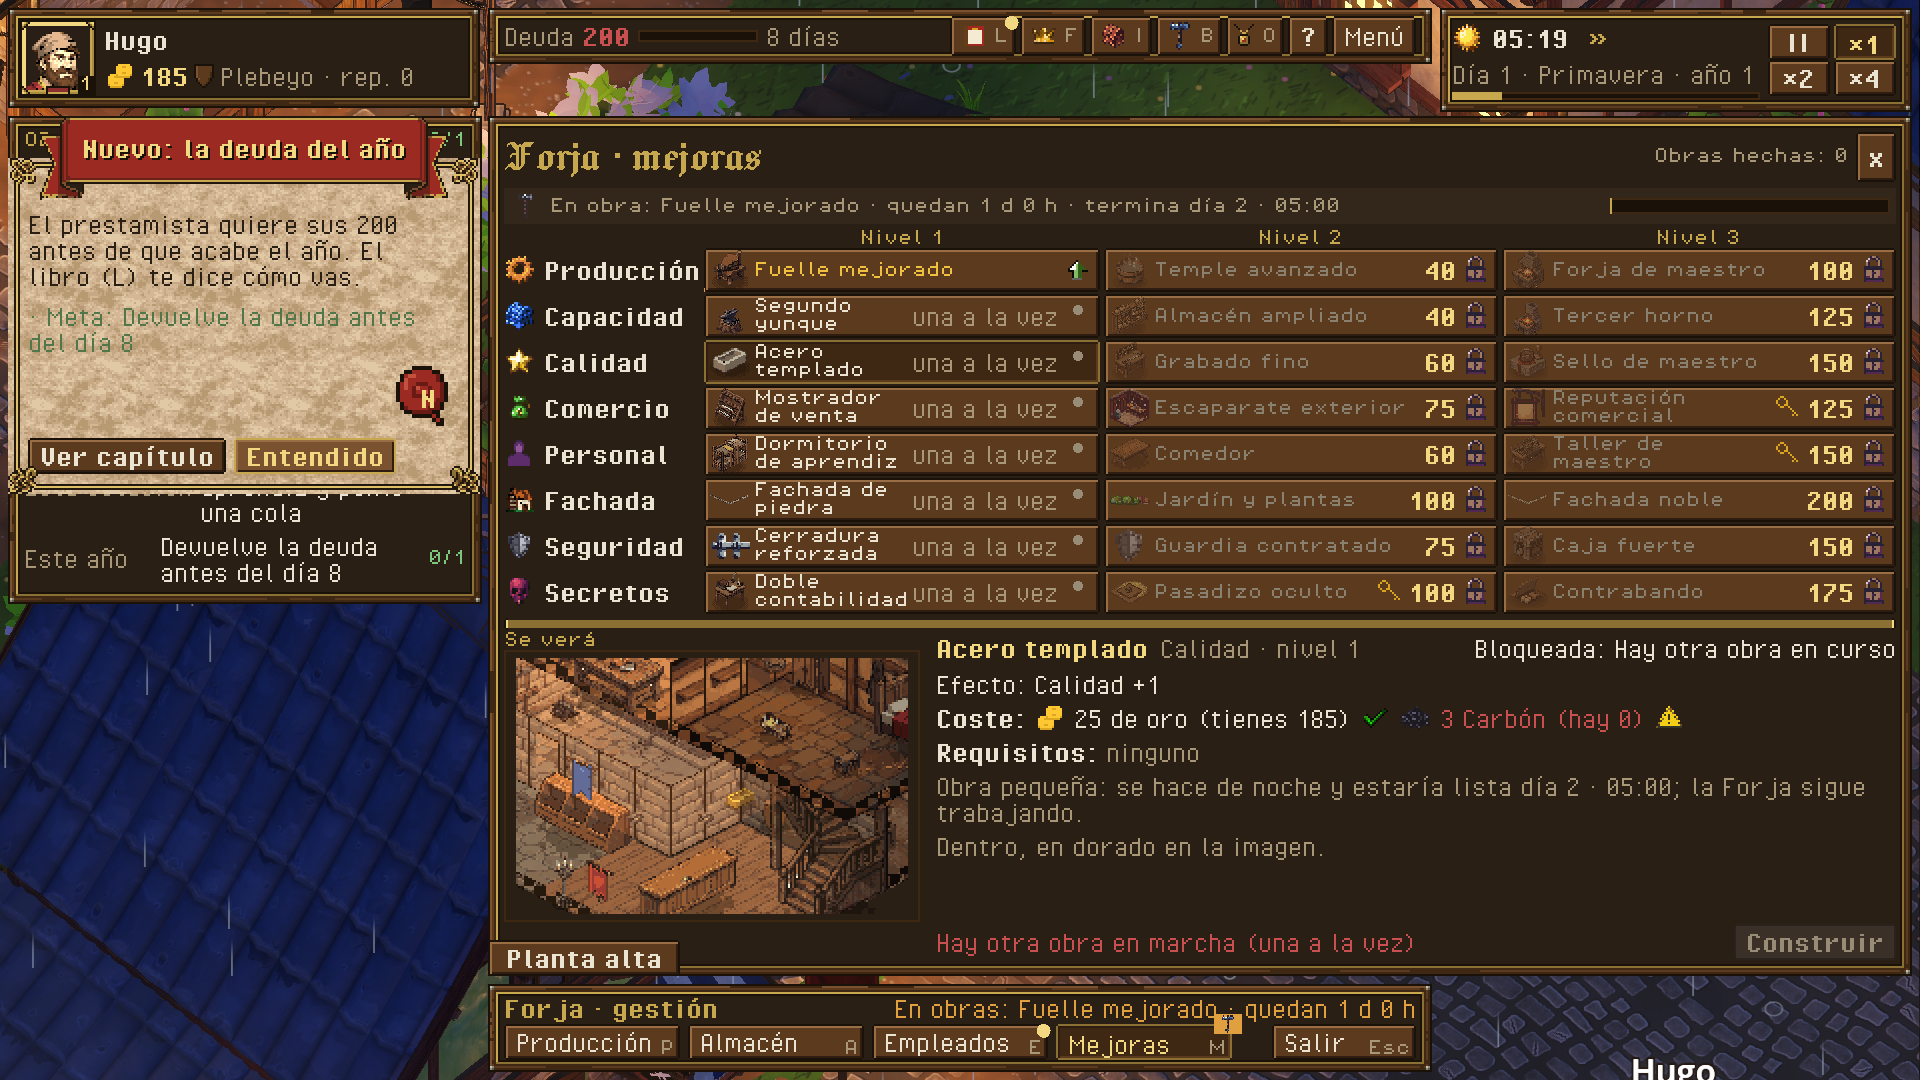 Hugo
185 Plebeyo · rep. 0
1
Deuda 200 8 días
L F I B O ? Menú
05:19 »
Día 1 · Primavera · año 1
x1
x2 x4
Nuevo: la deuda del año
El prestamista quiere sus 200
antes de que acabe el año. El
libro (L) te dice cómo vas.
· Meta: Devuelve la deuda antes
del día 8
N
Ver capítulo Entendido
una cola
Este año Devuelve la deuda 0/1
antes del día 8
Forja · mejoras Obras hechas: 0 x
En obra: Fuelle mejorado · quedan 1 d 0 h · termina día 2 · 05:00
Nivel 1 Nivel 2 Nivel 3
Producción Fuelle mejorado Temple avanzado 40 Forja de maestro 100
Capacidad Segundo yunque una a la vez Almacén ampliado 40 Tercer horno 125
Calidad Acero templado una a la vez Grabado fino 60 Sello de maestro 150
Comercio Mostrador de venta una a la vez Escaparate exterior 75 Reputación comercial 125
Personal Dormitorio de aprendiz una a la vez Comedor 60 Taller de maestro 150
Fachada Fachada de piedra una a la vez Jardín y plantas 100 Fachada noble 200
Seguridad Cerradura reforzada una a la vez Guardia contratado 75 Caja fuerte 150
Secretos Doble contabilidad una a la vez Pasadizo oculto 100 Contrabando 175
Se verá
Acero templado Calidad · nivel 1 Bloqueada: Hay otra obra en curso
Efecto: Calidad +1
Coste: 25 de oro (tienes 185) 3 Carbón (hay 0)
Requisitos: ninguno
Obra pequeña: se hace de noche y estaría lista día 2 · 05:00; la Forja sigue
trabajando.
Dentro, en dorado en la imagen.
Hay otra obra en marcha (una a la vez) Construir
Planta alta
Forja · gestión En obras: Fuelle mejorado · quedan 1 d 0 h
Producción P Almacén A Empleados E Mejoras M Salir Esc
Hugo